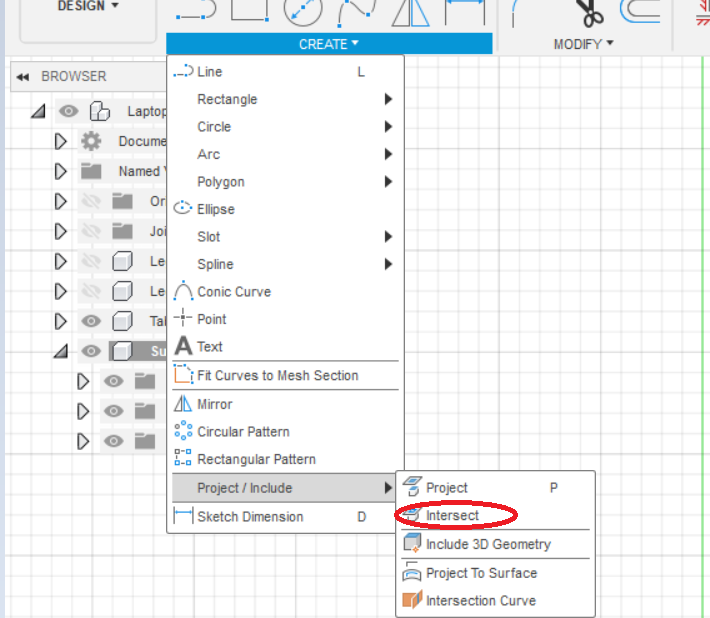 DESIGN
CREATE
MODIFY
BROWSER
Line L
Laptop
Rectangle
Circle
Docume
Arc
Named
Polygon
Or
Ellipse
Slot
Joi
Spline
Le
Conic Curve
Le
Point
Tal
Text
Su
Fit Curves to Mesh Section
Mirror
Circular Pattern
Rectangular Pattern
Project / Include
Project P
Sketch Dimension D
Intersect
Include 3D Geometry
Project To Surface
Intersection Curve